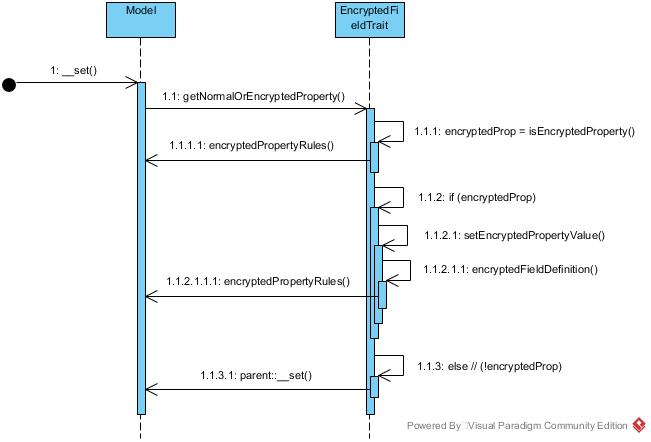 Model
EncryptedFi
eldTrait
1: __set()
1.1: getNormalOrEncryptedProperty()
1.1.1: encryptedProp = isEncryptedProperty()
1.1.1.1: encryptedPropertyRules()
1.1.2: if (encryptedProp)
1.1.2.1: setEncryptedPropertyValue()
1.1.2.1.1: encryptedFieldDefinition()
1.1.2.1.1.1: encryptedPropertyRules()
1.1.3: else // (!encryptedProp)
1.1.3.1: parent::__set()
Powered By Visual Paradigm Community Edition